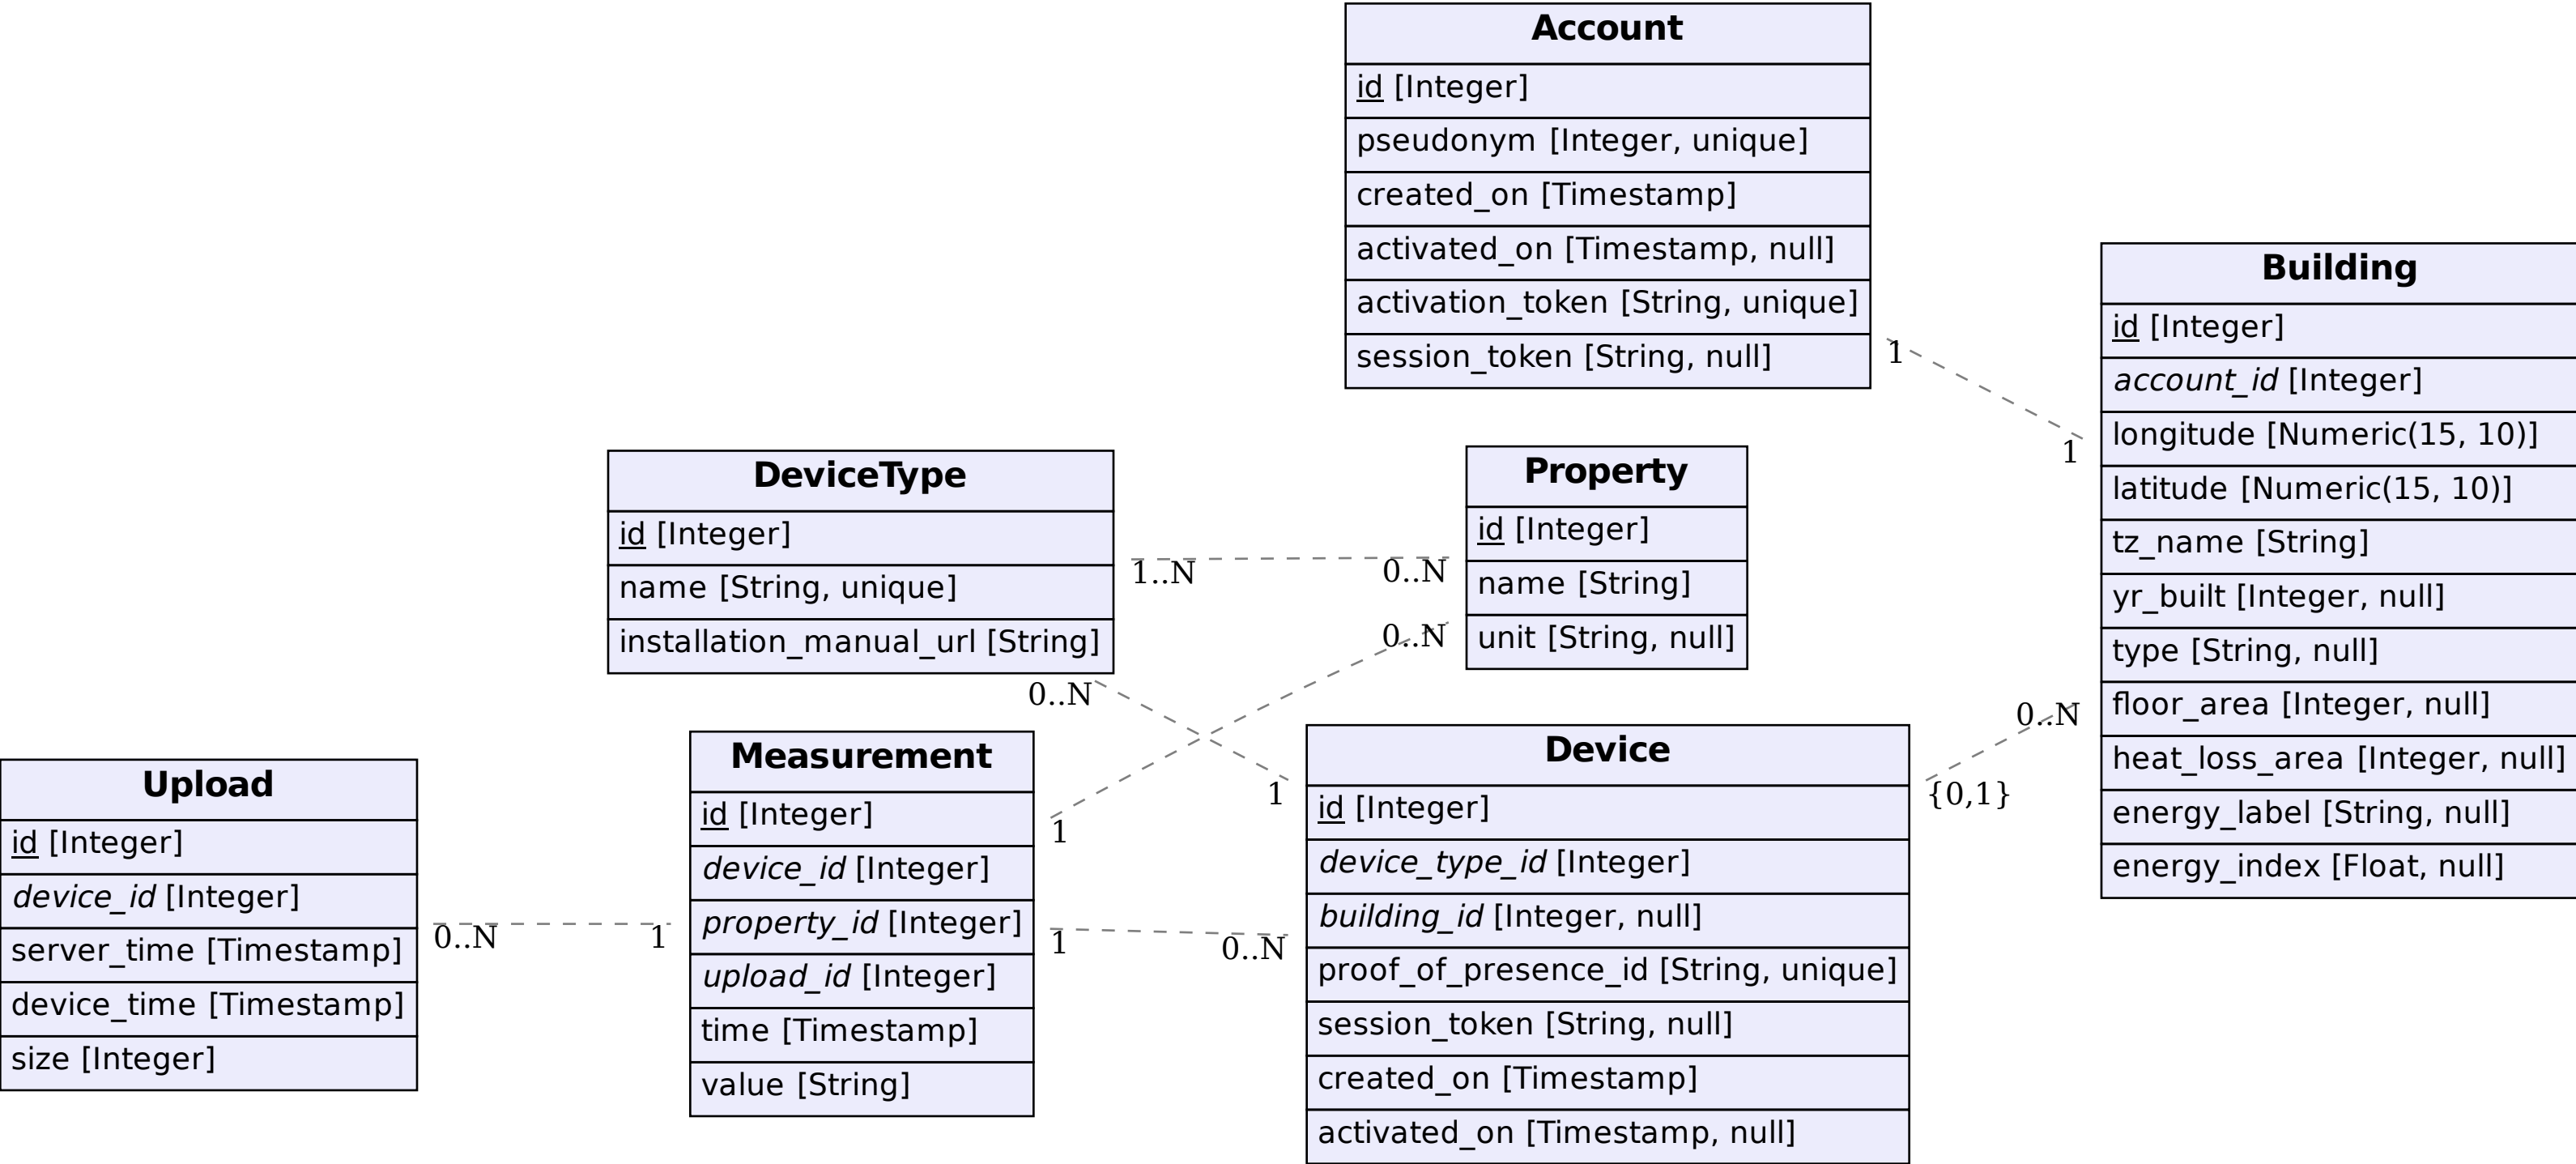 Account
id [Integer]
pseudonym [Integer, unique]
created_on [Timestamp]
activated_on [Timestamp, null]
activation_token [String, unique]
session_token [String, null]
1
1
Building
id [Integer]
account_id [Integer]
longitude [Numeric(15, 10)]
latitude [Numeric(15, 10)]
tz_name [String]
yr_built [Integer, null]
type [String, null]
floor_area [Integer, null]
heat_loss_area [Integer, null]
energy_label [String, null]
energy_index [Float, null]
DeviceType
id [Integer]
name [String, unique]
installation_manual_url [String]
1..N
0..N
Property
id [Integer]
name [String]
unit [String, null]
0..N
0..N
1
1
0..N
{0,1}
Upload
id [Integer]
device_id [Integer]
server_time [Timestamp]
device_time [Timestamp]
size [Integer]
0..N
1
Measurement
id [Integer]
device_id [Integer]
property_id [Integer]
upload_id [Integer]
time [Timestamp]
value [String]
1
0..N
Device
id [Integer]
device_type_id [Integer]
building_id [Integer, null]
proof_of_presence_id [String, unique]
session_token [String, null]
created_on [Timestamp]
activated_on [Timestamp, null]